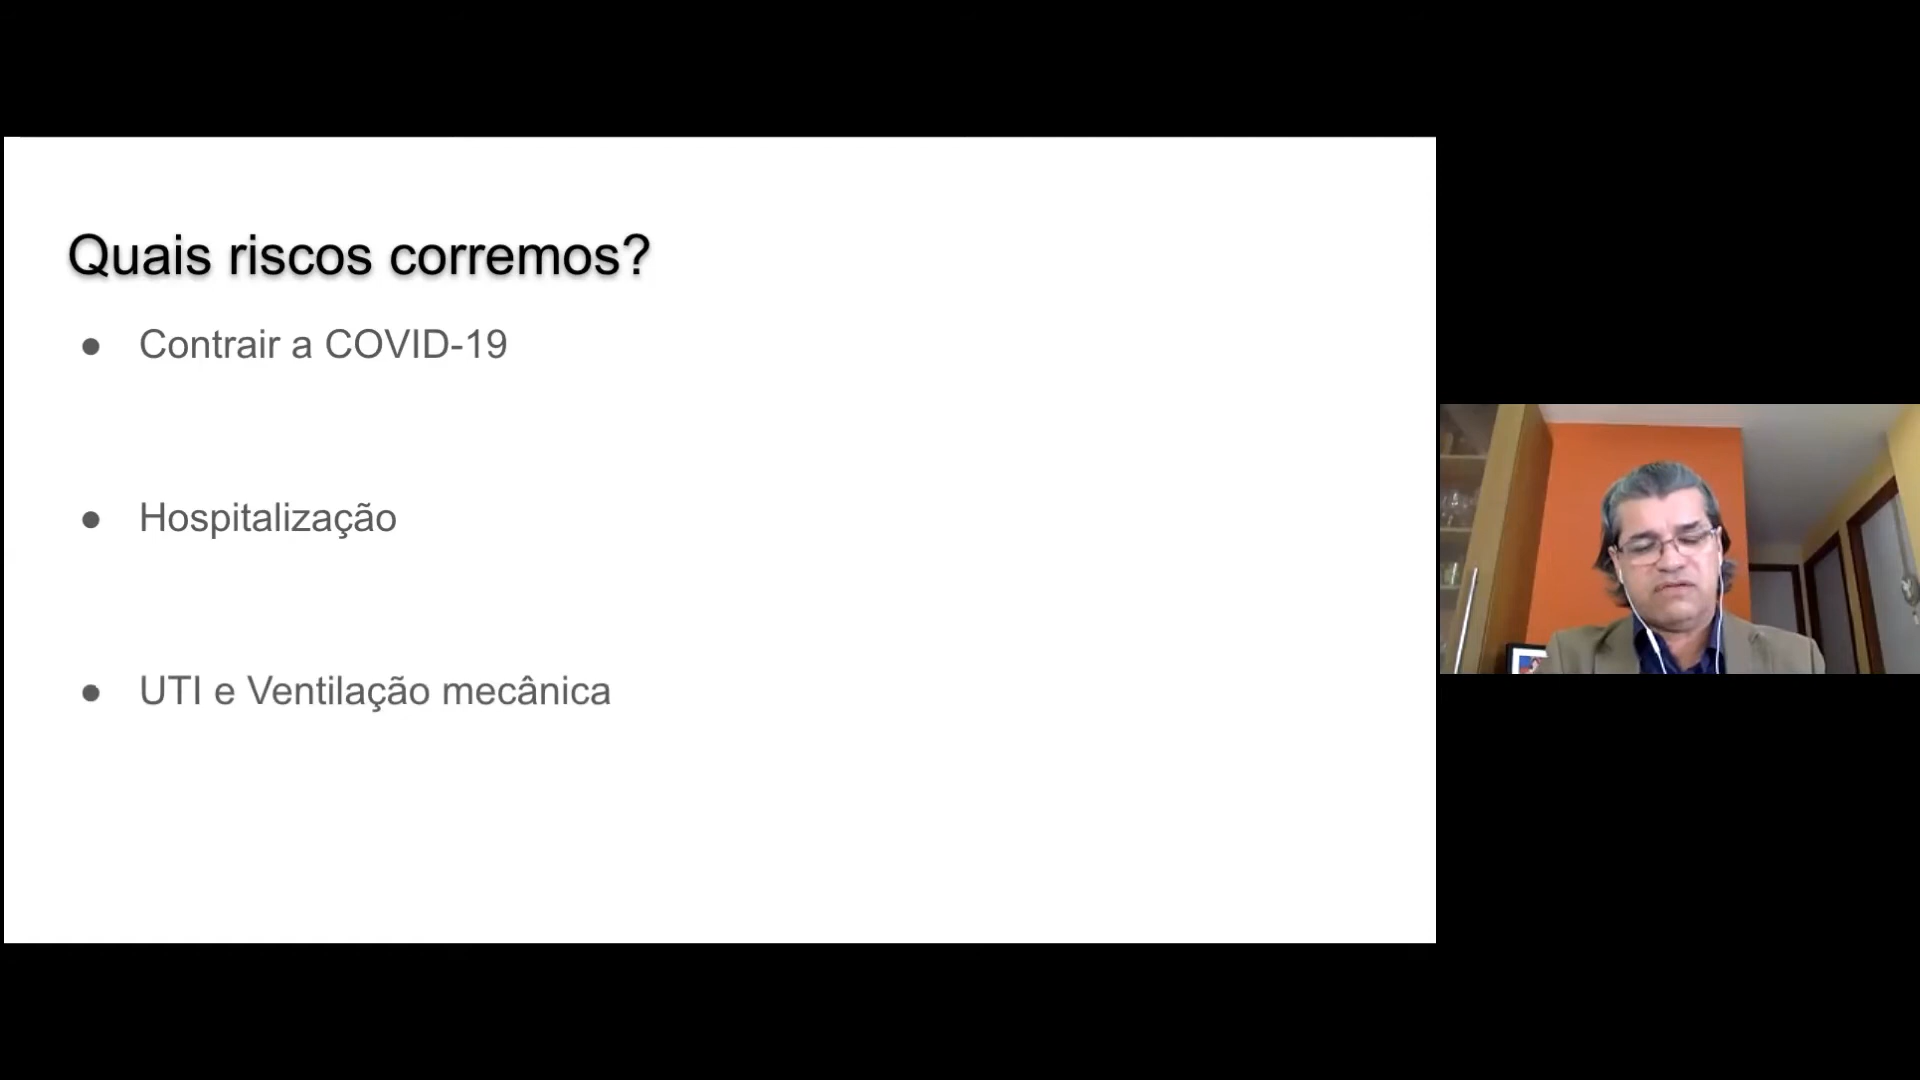 Quais riscos corremos?
● Contrair a COVID-19
● Hospitalização
● UTI e Ventilação mecânica